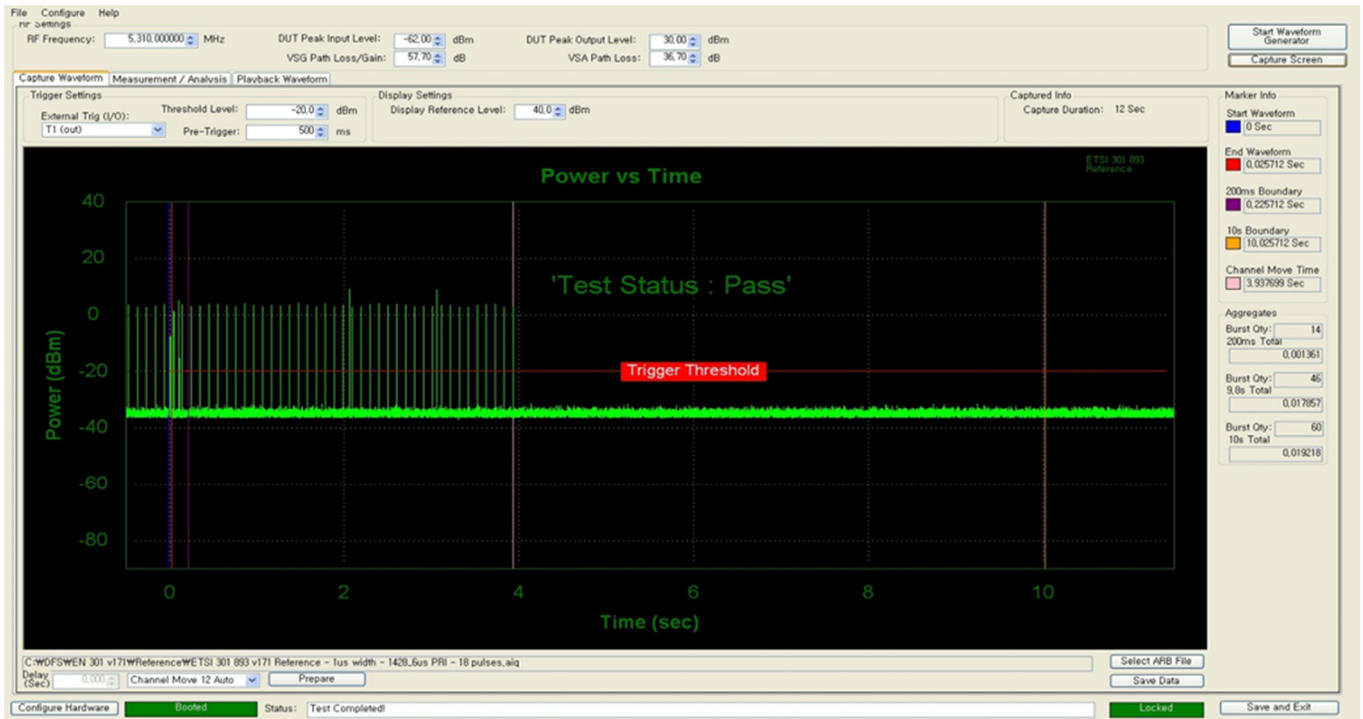 File Configure Help
RF Settings
RF Frequency: 5,310,000000 MHz DUT Peak Input Level: -62,00 dBm DUT Peak Output Level: 30,00 dBm
VSG Path Loss/Gain: 57,70 dB VSA Path Loss: 36,70 dB
Start Waveform
Generator
Capture Screen
Capture Waveform Measurement / Analysis Playback Waveform
Trigger Settings
External Trig (I/O):
T1 (out)
Threshold Level: -20,0 dBm
Pre-Trigger: 500 ms
Display Settings
Display Reference Level: 40,0 dBm
Captured Info
Capture Duration: 12 Sec
Marker Info
Start Waveform
0 Sec
End Waveform
0,025712 Sec
200ms Boundary
0,225712 Sec
10s Boundary
10,025712 Sec
Channel Move Time
3,937699 Sec
Aggregates
Burst Qty: 14
200ms Total
0,001361
Burst Qty: 46
9,8s Total
0,017857
Burst Qty: 60
10s Total
0,019218
ETSI 301 893
Reference
Power vs Time
'Test Status : Pass'
Trigger Threshold
Power (dBm)
40
20
0
-20
-40
-60
-80
0 2 4 6 8 10
Time (sec)
C:₩DFS₩EN 301 v171₩Reference₩ETSI 301 893 v171 Reference - 1us width - 1428_6us PRI - 18 pulses.aiq
Select ARB File
Delay
(Sec) 0,000 Channel Move 12 Auto Prepare
Save Data
Configure Hardware Booted Status: Test Completed! Locked Save and Exit